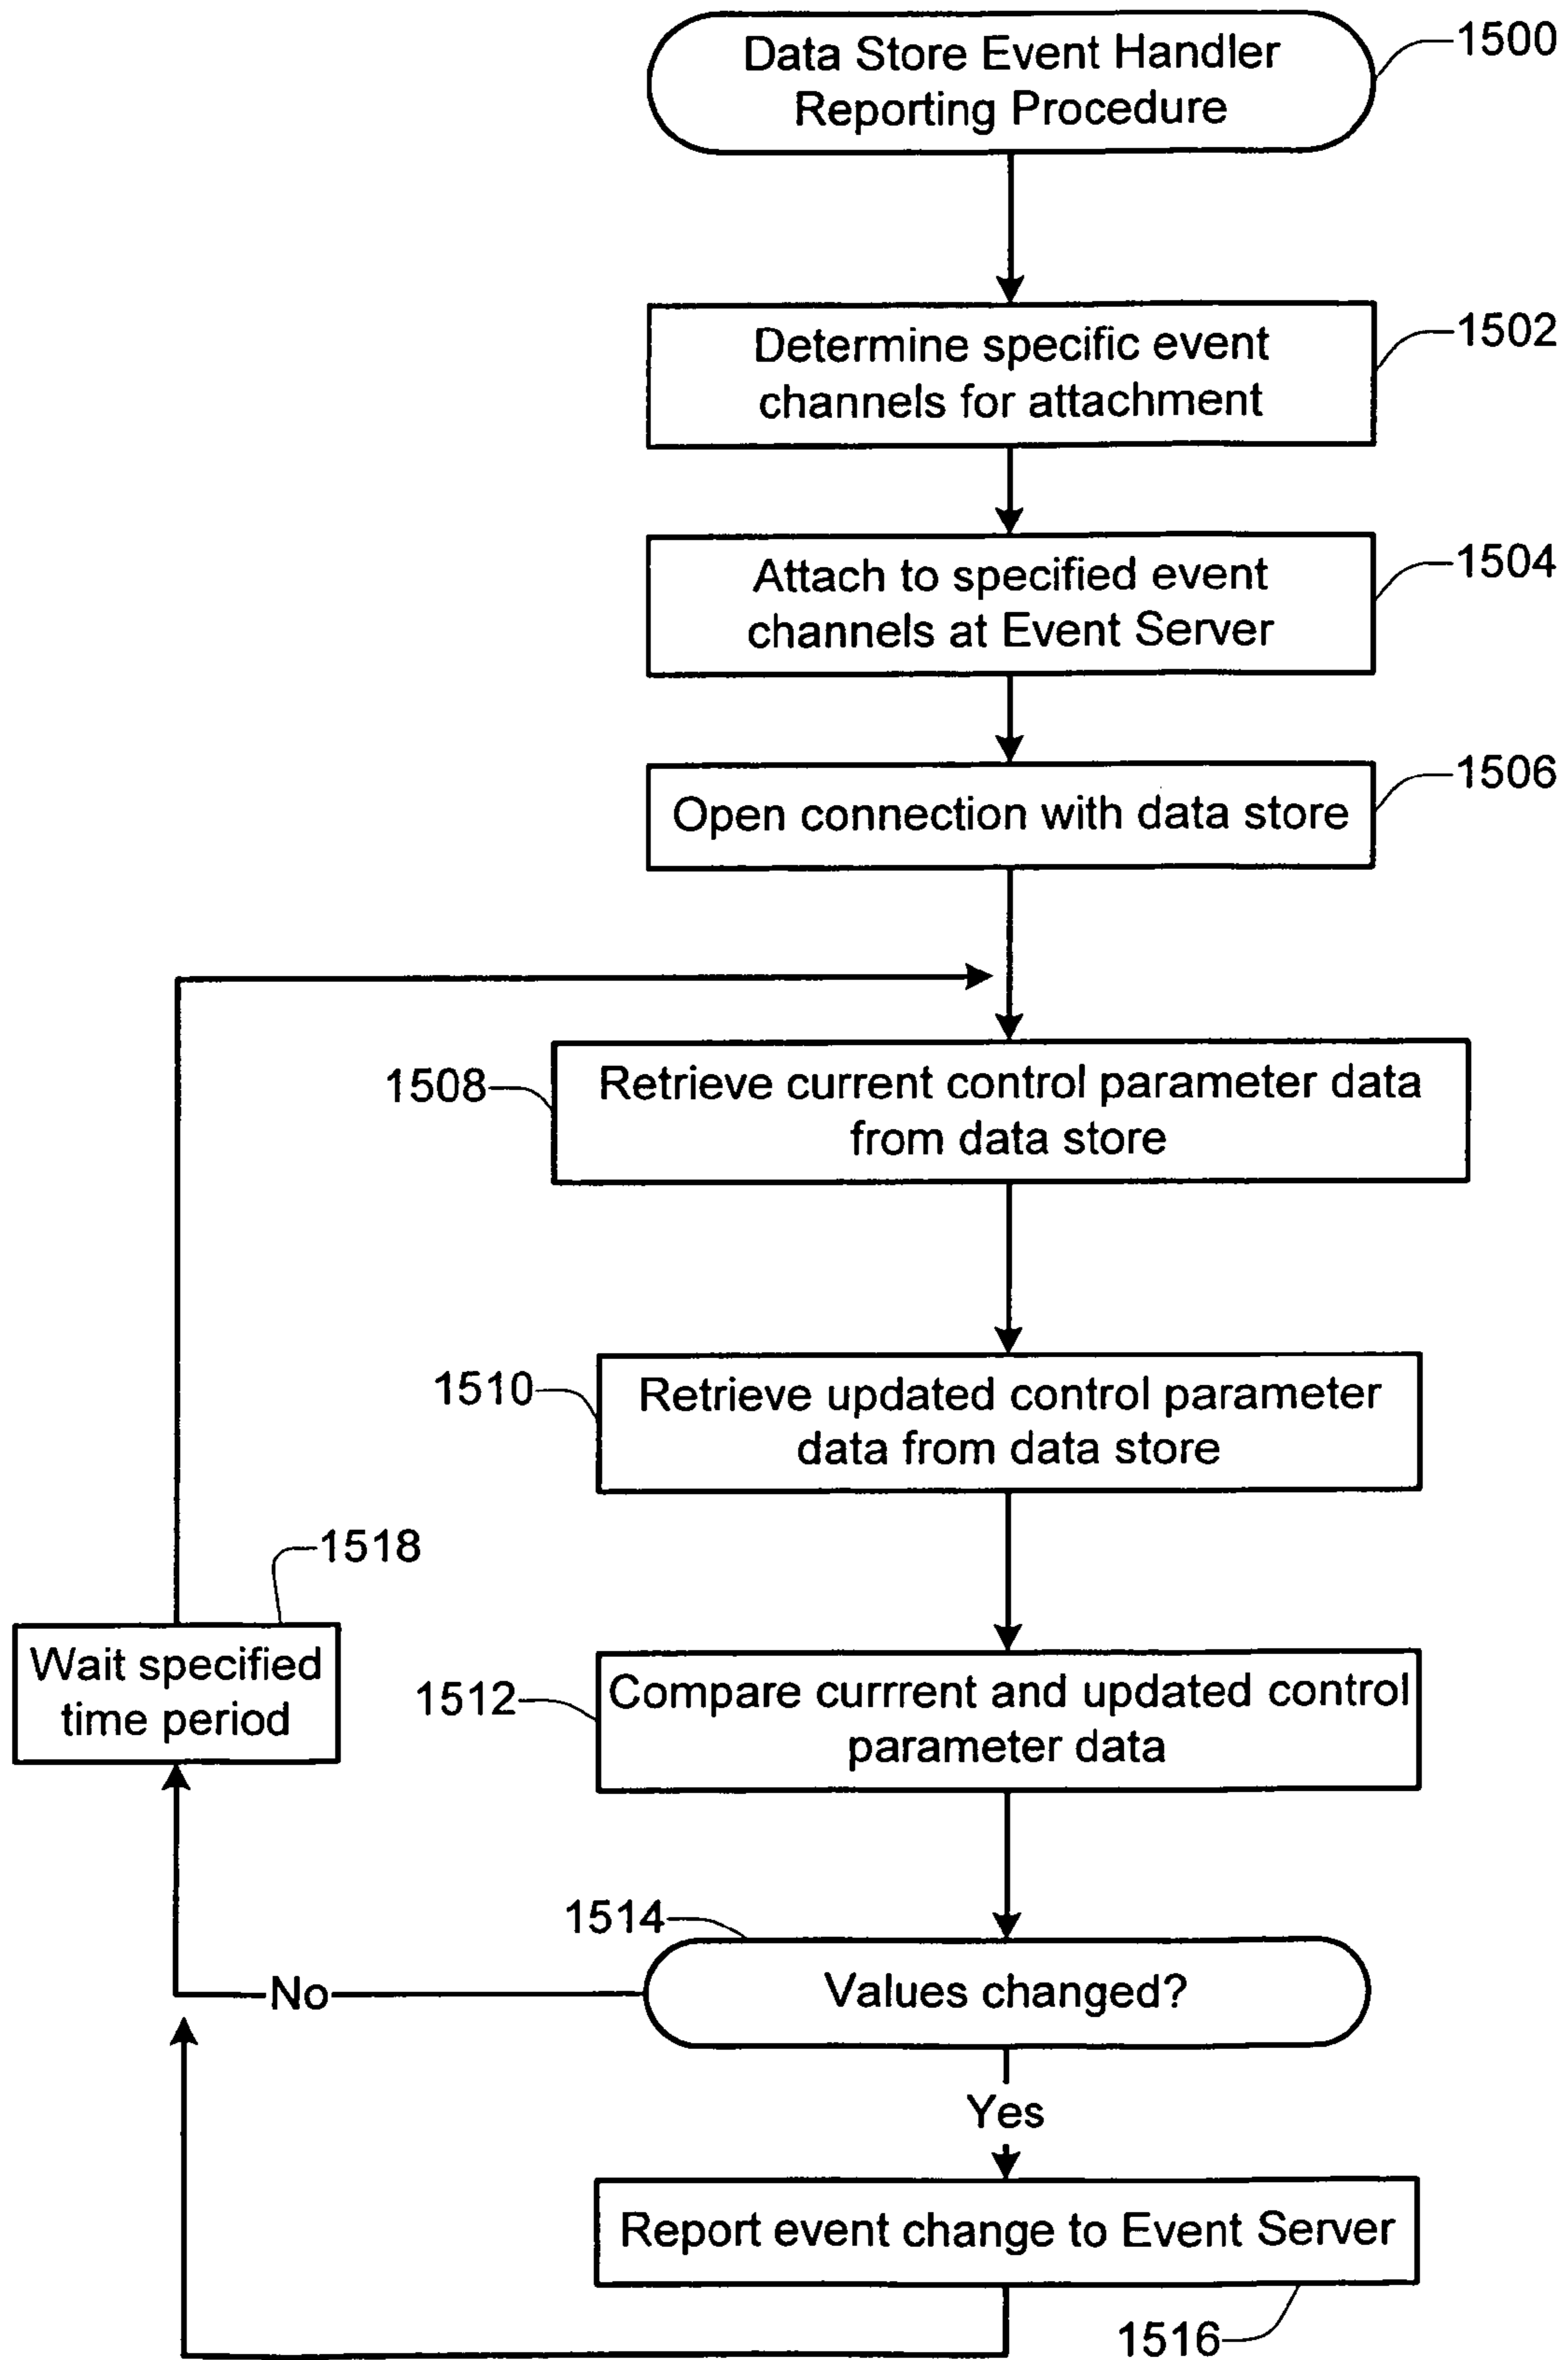 Data Store Event Handler
Reporting Procedure
1500
Determine specific event
channels for attachment
1502
Attach to specified event
channels at Event Server
1504
Open connection with data store
1506
1508
Retrieve current control parameter data
from data store
1510
Retrieve updated control parameter
data from data store
1518
Wait specified
time period
1512
Compare currrent and updated control
parameter data
1514
Values changed?
No
Yes
Report event change to Event Server
1516